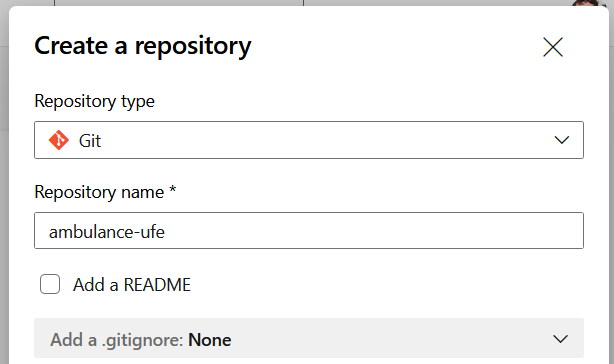 Create a repository
Repository type
Git
Repository name *
ambulance-ufe
Add a README
Add a .gitignore: None